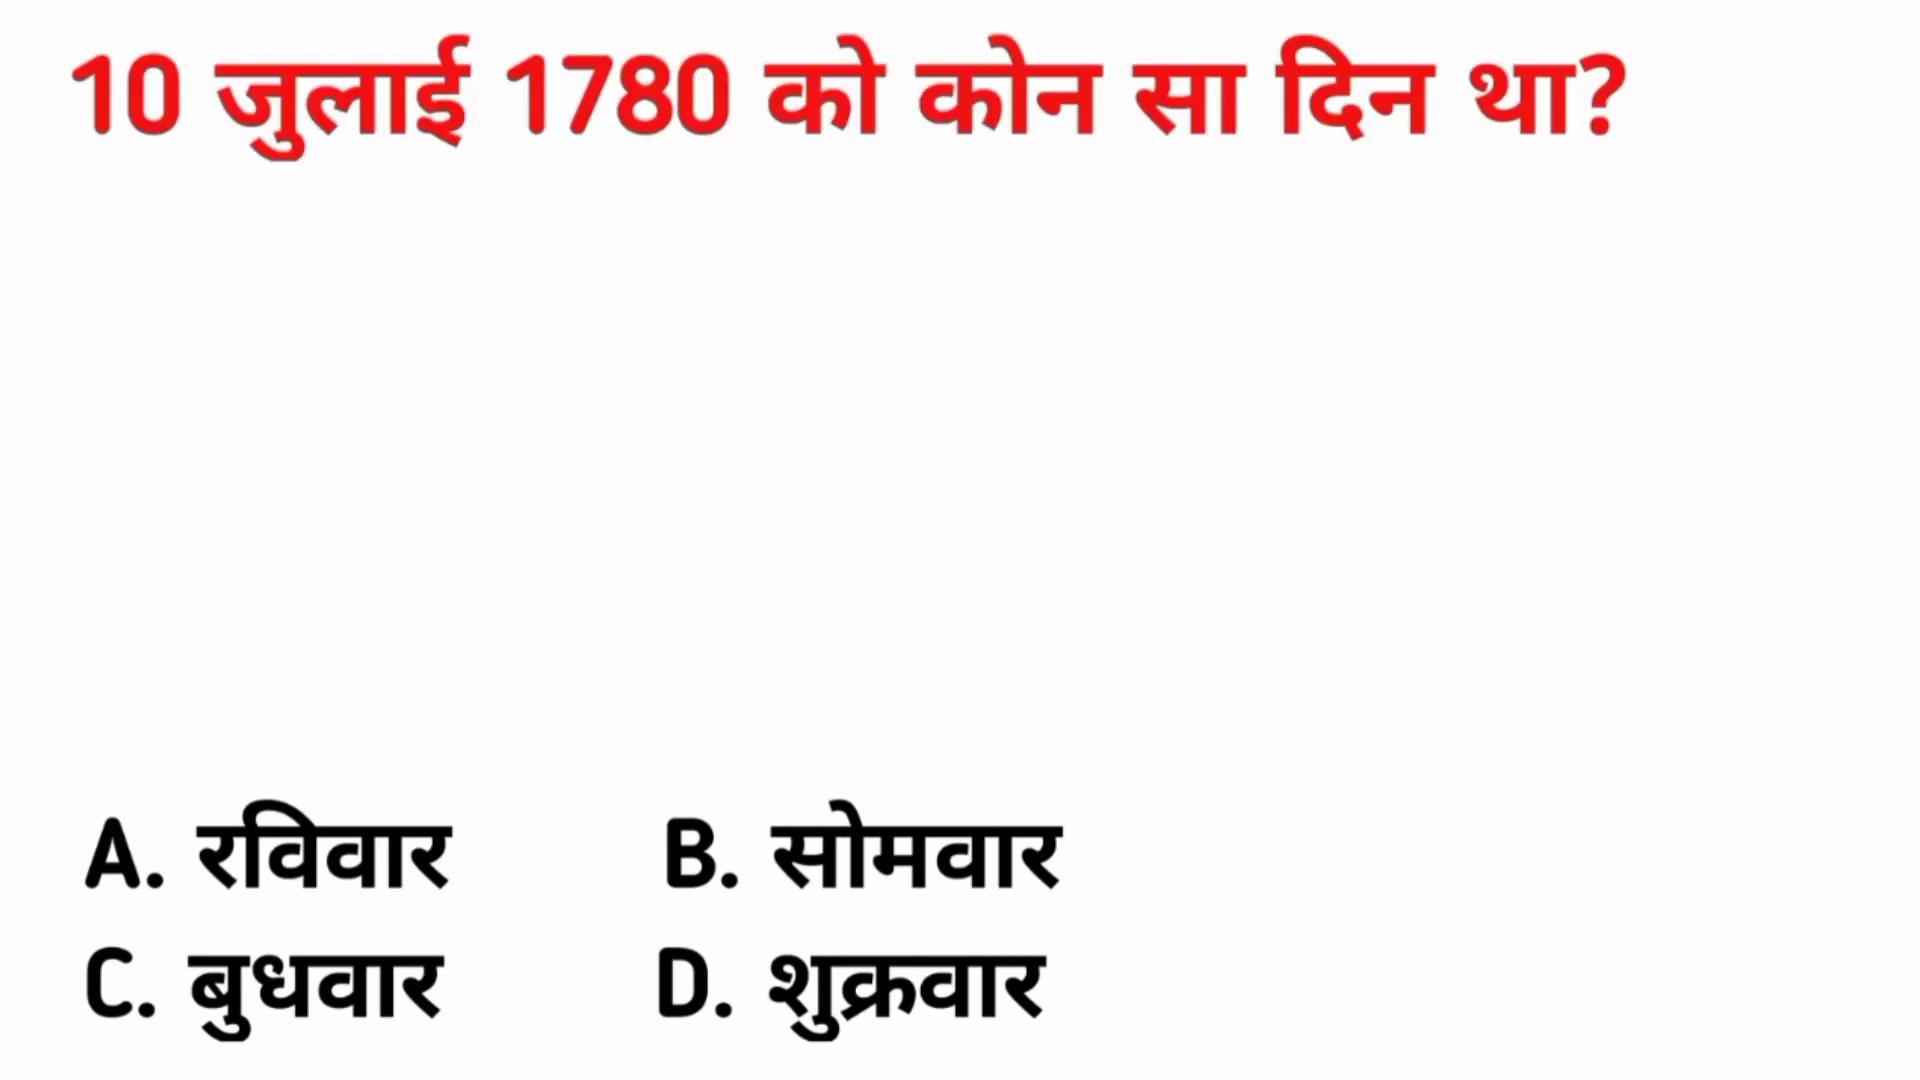 10 जुलाई 1780 को कोन सा दिन था?
A. रविवार B. सोमवार
C. बुधवार D. शुक्रवार